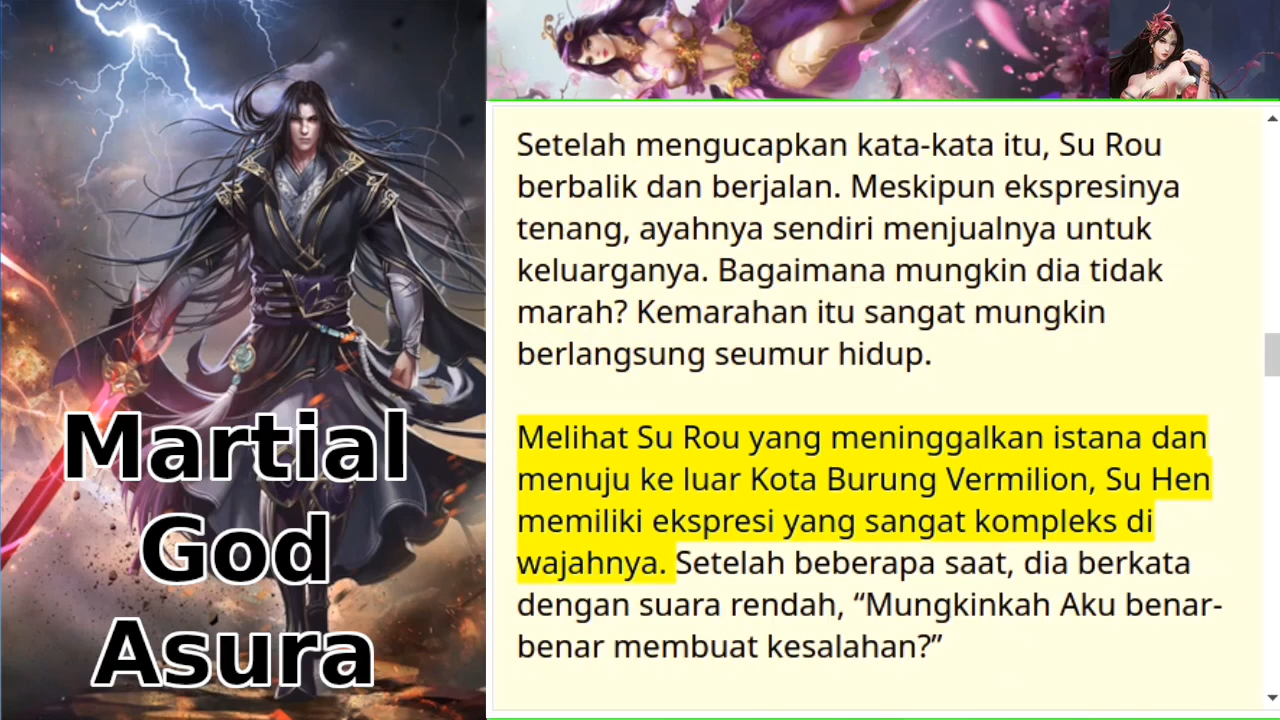 Martial
God
Asura
Setelah mengucapkan kata-kata itu, Su Rou
berbalik dan berjalan. Meskipun ekspresinya
tenang, ayahnya sendiri menjualnya untuk
keluarganya. Bagaimana mungkin dia tidak
marah? Kemarahan itu sangat mungkin
berlangsung seumur hidup.
Melihat Su Rou yang meninggalkan istana dan
menuju ke luar Kota Burung Vermilion, Su Hen
memiliki ekspresi yang sangat kompleks di
wajahnya. Setelah beberapa saat, dia berkata
dengan suara rendah, “Mungkinkah Aku benar-
benar membuat kesalahan?”